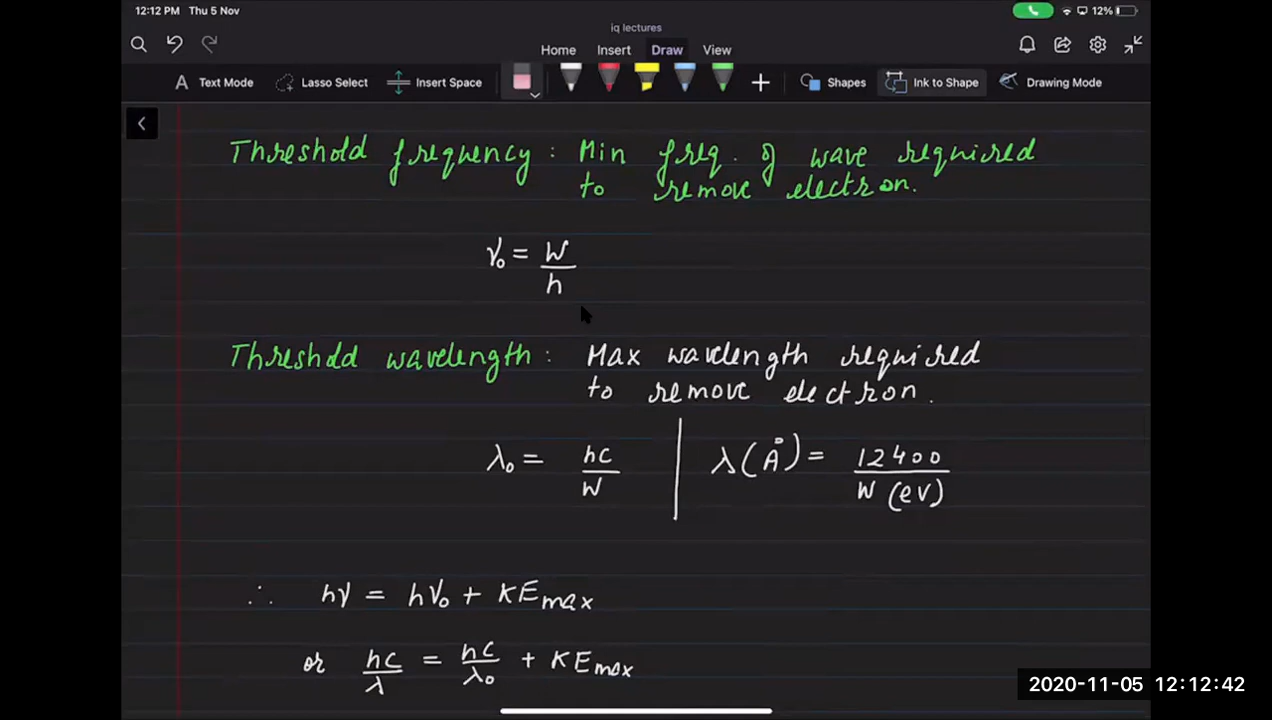 12:12 PM Thu 5 Nov
12%
iq lectures
Home Insert Draw View
Text Mode Lasso Select Insert Space Shapes Ink to Shape Drawing Mode
Threshold frequency : Min freq. of wave required
to remove electron.
ν₀ = W/h
Threshold wavelength : Max wavelength required
to remove electron.
λ₀ = hc/W | λ(Å) = 12400/W (eV)
∴ hν = hν₀ + KEmax
or hc/λ = hc/λ₀ + KEmax
2020-11-05 12:12:42